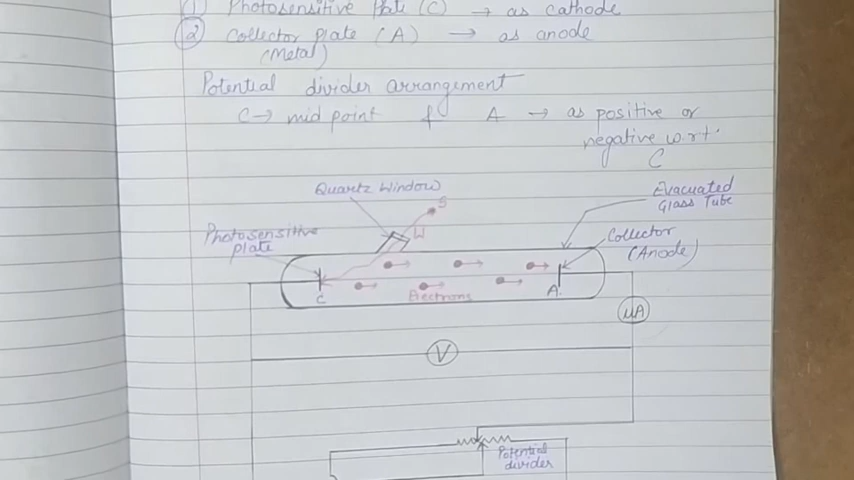 ① Photosensitive Plate (C) → as cathode
② Collector Plate (A) → as anode
(Metal)
Potential divider arrangement
C → mid point & A → as positive or
negative w.r.t.
C
Quartz Window
S
Evacuated
Glass Tube
W
Photosensitive
plate
Collector
(Anode)
C
Electrons
A
μA
V
Potential
divider